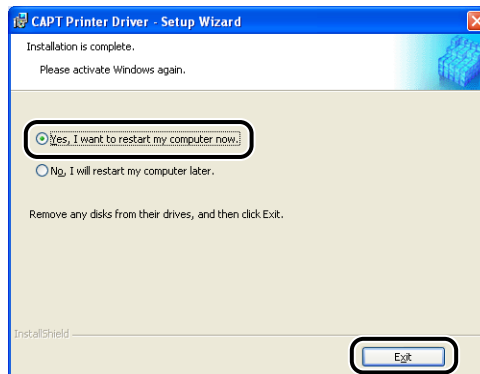 CAPT Printer Driver - Setup Wizard
Installation is complete.
Please activate Windows again.
Yes, I want to restart my computer now.
No, I will restart my computer later.
Remove any disks from their drives, and then click Exit.
InstallShield
Exit